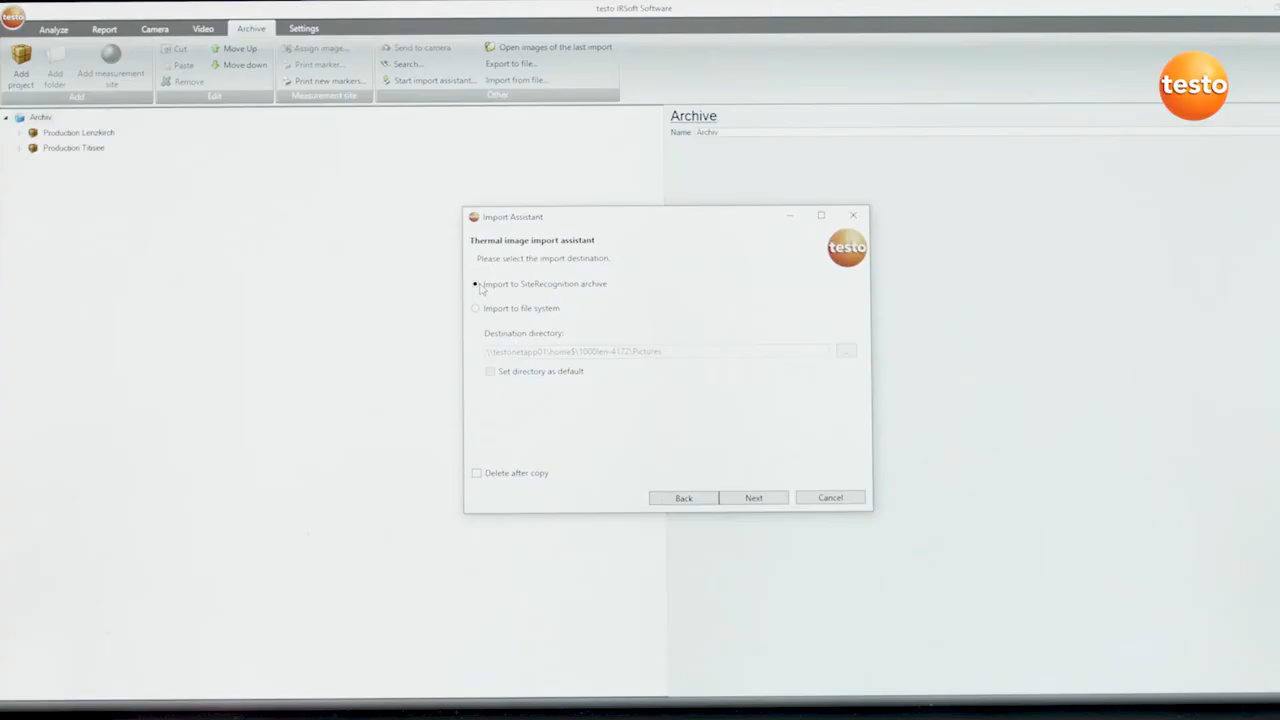 testo IRSoft Software
testo
Analyze Report Camera Video Archive Settings
Add project
Add folder
Add measurement site
Add
Cut
Paste
Remove
Move Up
Move down
Edit
Assign image...
Print marker...
Print new markers...
Measurement site
Send to camera
Search...
Start import assistant...
Open images of the last import
Export to file...
Import from file...
Other
testo
Archiv
Production Lenzkirch
Production Titisee
Archive
Name Archiv
Import Assistant
Thermal image import assistant
testo
Please select the import destination.
Import to SiteRecognition archive
Import to file system
Destination directory:
\\testonetapp01\home$\1000len-4172\Pictures
...
Set directory as default
Delete after copy
Back Next Cancel